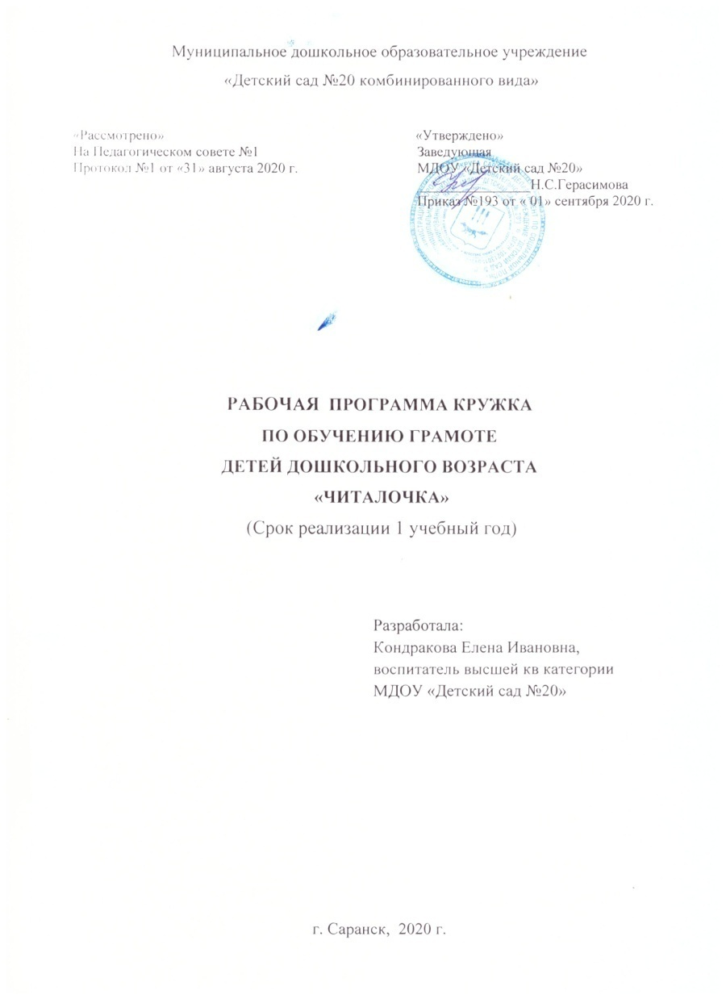 Муниципальное дошкольное образовательное учреждение
«Детский сад №20 комбинированного вида»
«Рассмотрено»
На Педагогическом совете №1
Протокол №1 от «31» августа 2020 г.
«Утверждено»
Заведующая
МДОУ «Детский сад №20»
Н.С.Герасимова
Приказ №193 от « 01» сентября 2020 г.
РАБОЧАЯ ПРОГРАММА КРУЖКА
ПО ОБУЧЕНИЮ ГРАМОТЕ
ДЕТЕЙ ДОШКОЛЬНОГО ВОЗРАСТА
«ЧИТАЛОЧКА»
(Срок реализации 1 учебный год)
Разработала:
Кондракова Елена Ивановна,
воспитатель высшей кв категории
МДОУ «Детский сад №20»
г. Саранск, 2020 г.